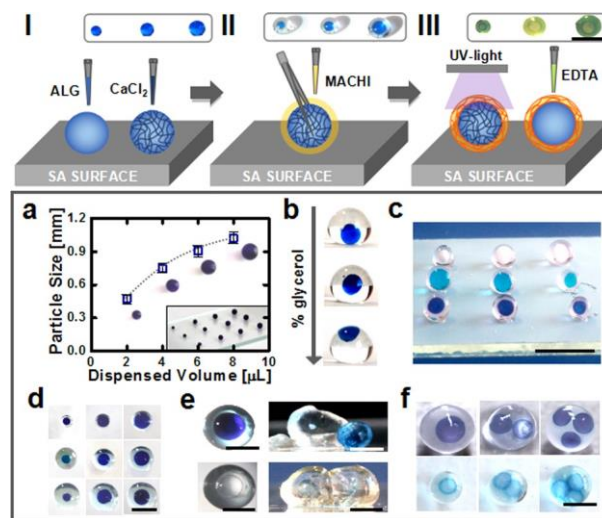 I II III
ALG CaCl₂ MACHI UV-light EDTA
SA SURFACE SA SURFACE SA SURFACE
a b c
Particle Size [mm]
1.2
0.9
0.6
0.3
0.0
0 2 4 6 8 10
Dispensed Volume [µL]
% glycerol
d e f